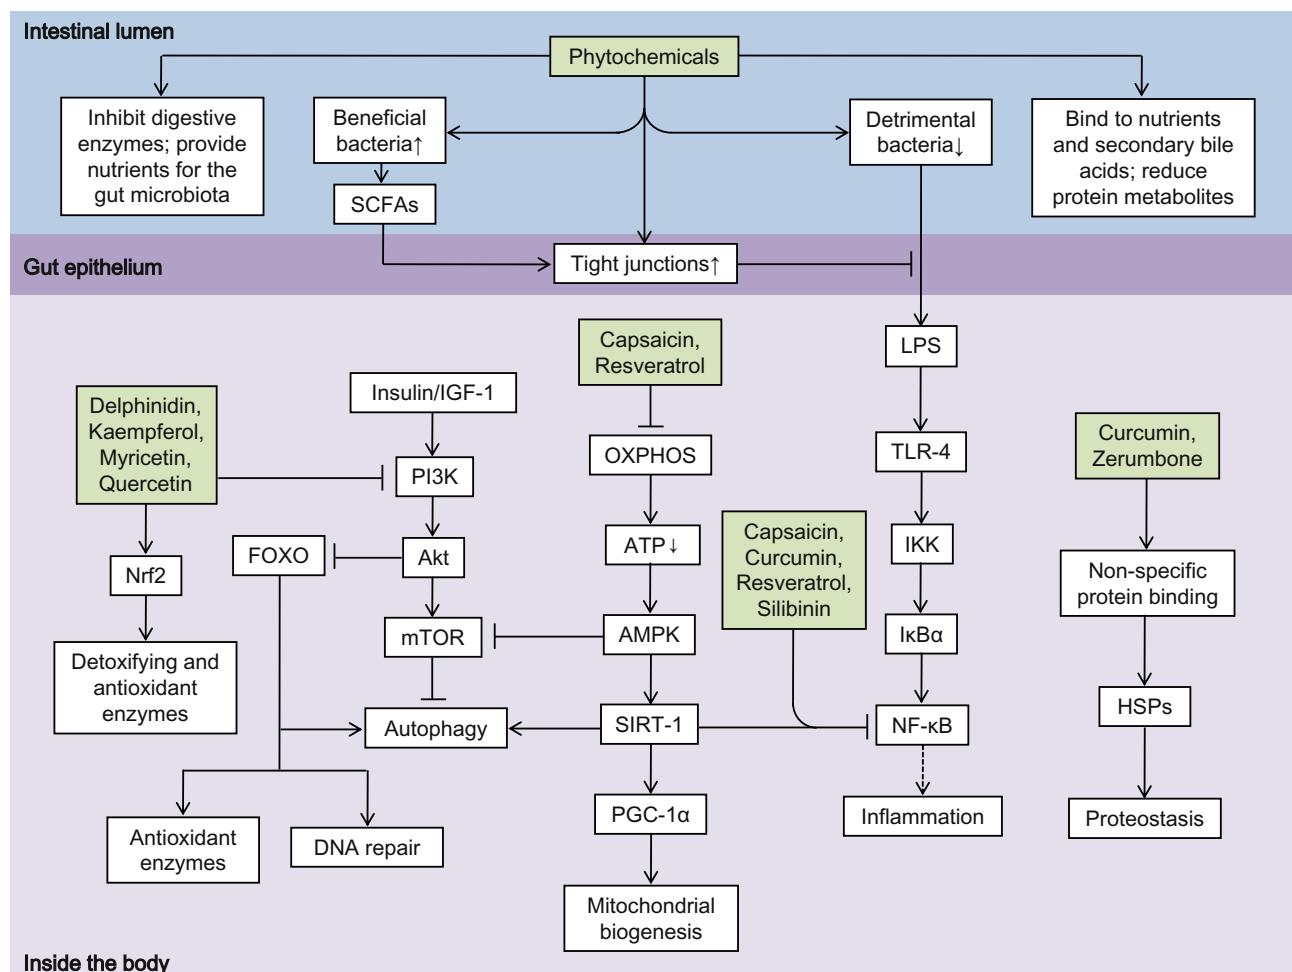 Intestinal lumen
Phytochemicals
Inhibit digestive
enzymes; provide
nutrients for the
gut microbiota
Beneficial
bacteria↑
SCFAs
Detrimental
bacteria↓
Bind to nutrients
and secondary bile
acids; reduce
protein metabolites
Gut epithelium
Tight junctions↑
LPS
Capsaicin,
Resveratrol
Insulin/IGF-1
Delphinidin,
Kaempferol,
Myricetin,
Quercetin
PI3K
OXPHOS
TLR-4
Curcumin,
Zerumbone
FOXO
Akt
ATP↓
Capsaicin,
Curcumin,
Resveratrol,
Silibinin
IKK
Nrf2
Non-specific
protein binding
mTOR
AMPK
IκBα
Detoxifying and
antioxidant
enzymes
Autophagy
SIRT-1
NF-κB
HSPs
PGC-1α
Inflammation
Proteostasis
Antioxidant
enzymes
DNA repair
Mitochondrial
biogenesis
Inside the body